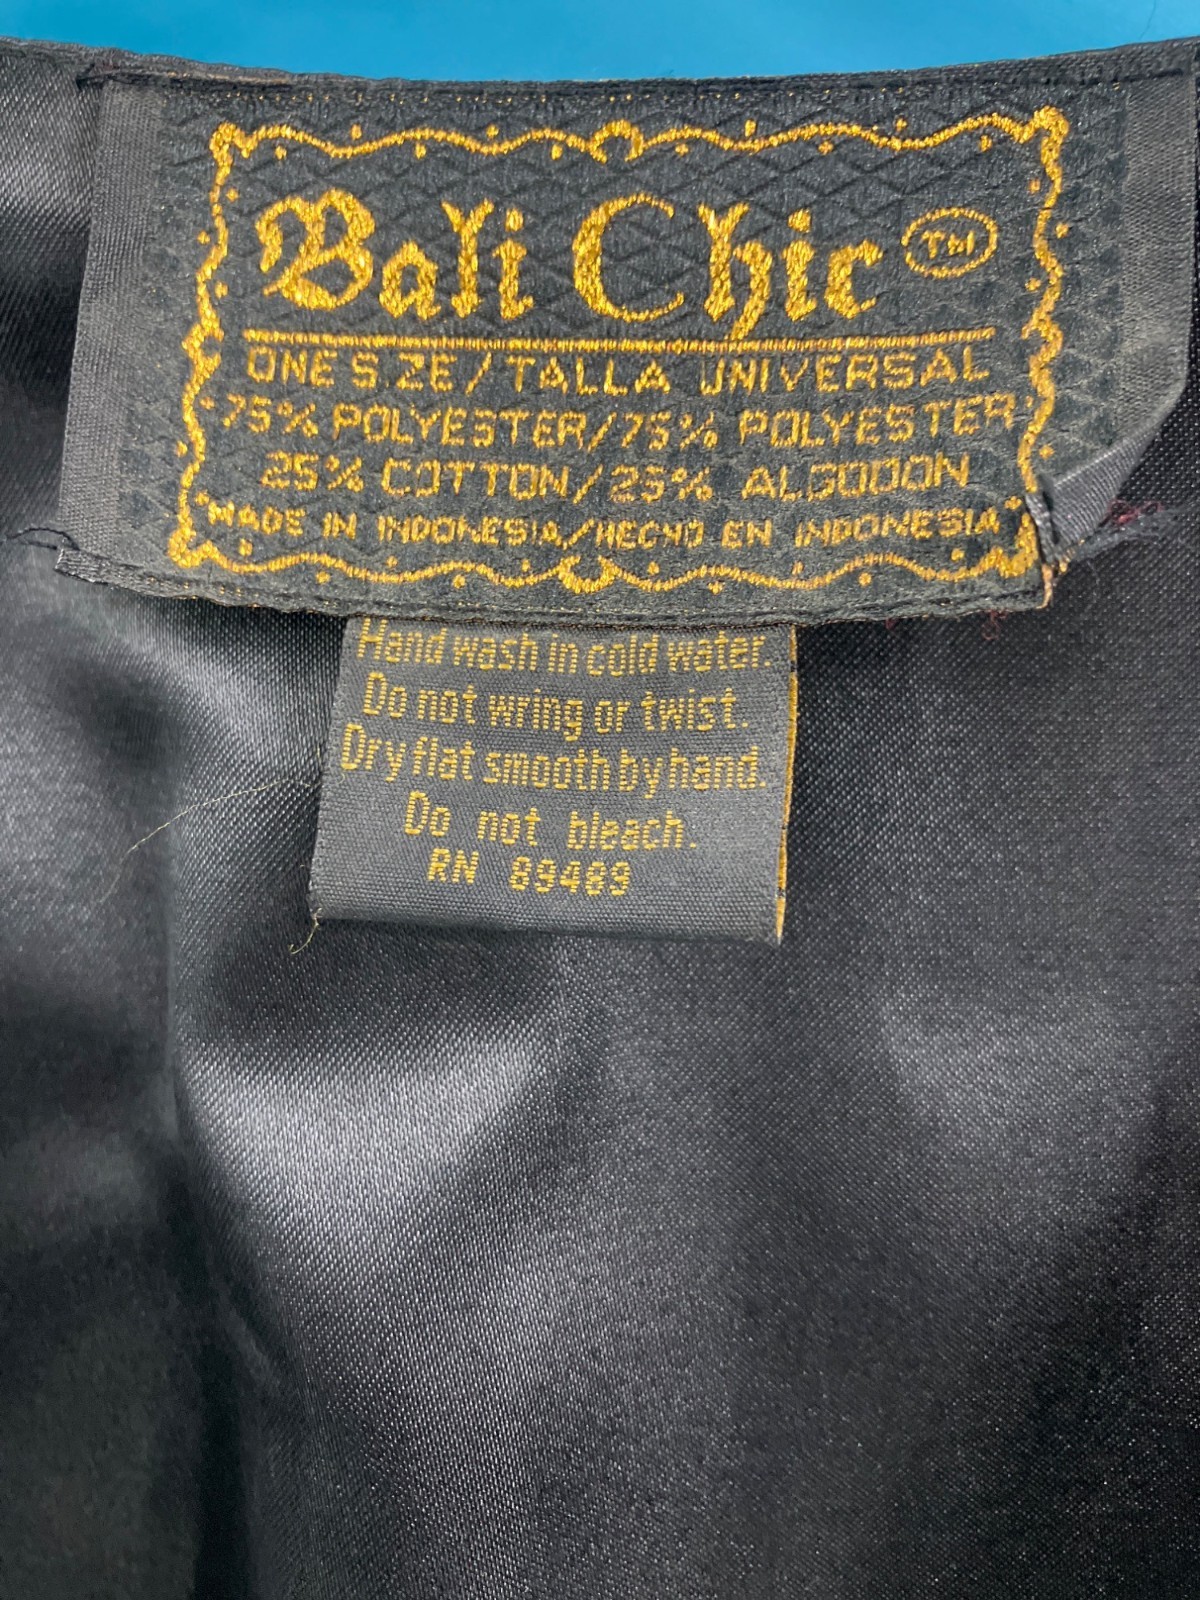 Bali Chic TM
ONE SIZE / TALLA UNIVERSAL
75% POLYESTER/75% POLYESTER
25% COTTON/25% ALGODON
MADE IN INDONESIA/HECHO EN INDONESIA
Hand wash in cold water.
Do not wring or twist.
Dry flat smooth by hand.
Do not bleach.
RN 89489